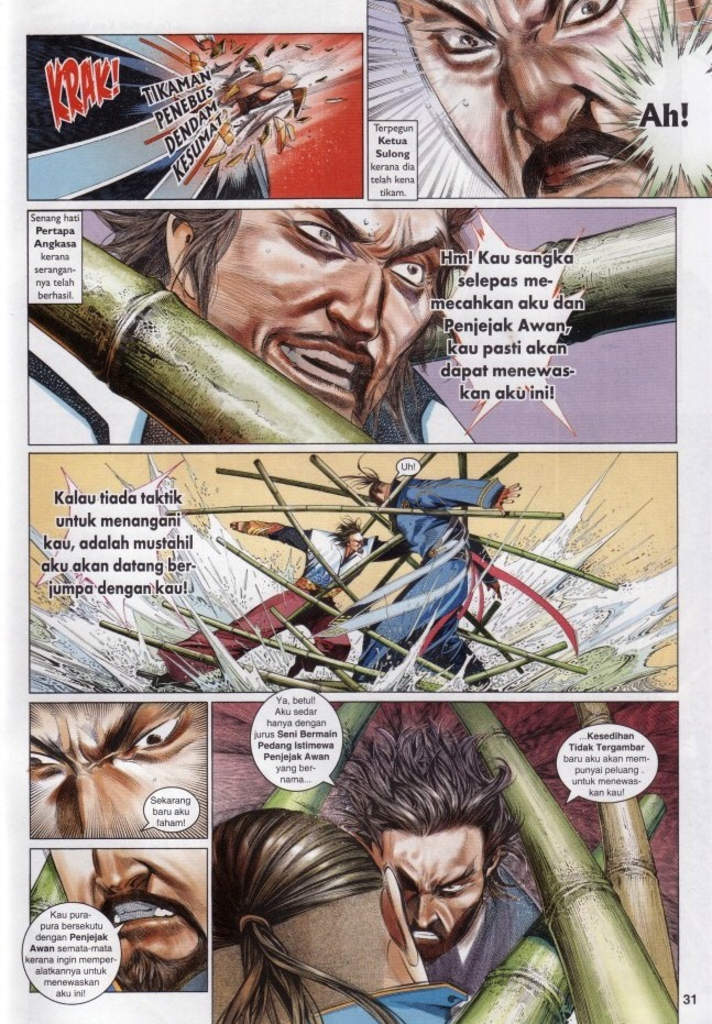 KRAK!
TIKAMAN
PENEBUS
DENDAM
KESUMAT!
Terpegun
Ketua
Sulong
kerana dia
telah kena
tikam.
Ah!
Senang hati
Pertapa
Angkasa
kerana
serangan-
nya telah
berhasil.
Hm! Kau sangka
selepas me-
mecahkan aku dan
Penjejak Awan,
kau pasti akan
dapat menewas-
kan aku ini!
Kalau tiada taktik
untuk menangani
kau, adalah mustahil
aku akan datang ber-
jumpa dengan kau!
Uh!
Sekarang
baru aku
faham!
Kau pura-
pura bersekutu
dengan Penjejak
Awan semata-mata
kerana ingin memper-
alatkannya untuk
menewaskan
aku ini!
Ya, betul!
Aku sedar
hanya dengan
jurus Seni Bermain
Pedang Istimewa
Penjejak Awan
yang ber-
nama...
...Kesedihan
Tidak Tergambar
baru aku akan mem-
punyai peluang
untuk menewas-
kan kau!
31